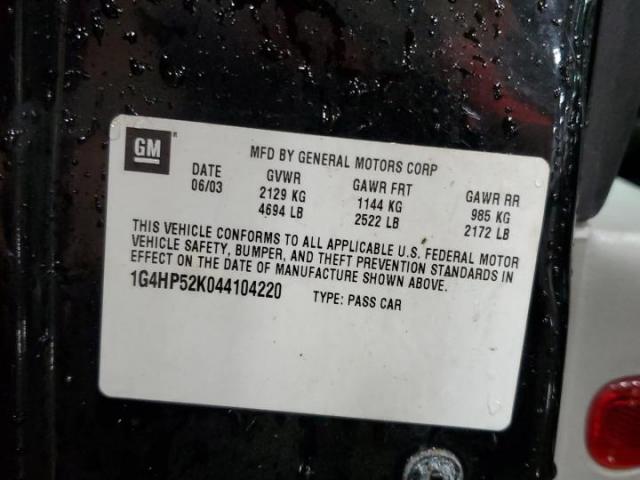 GM
MFD BY GENERAL MOTORS CORP
DATE GVWR GAWR FRT GAWR RR
06/03 2129 KG 1144 KG 985 KG
4694 LB 2522 LB 2172 LB
THIS VEHICLE CONFORMS TO ALL APPLICABLE U.S. FEDERAL MOTOR
VEHICLE SAFETY, BUMPER, AND THEFT PREVENTION STANDARDS IN
EFFECT ON THE DATE OF MANUFACTURE SHOWN ABOVE.
1G4HP52K044104220 TYPE: PASS CAR